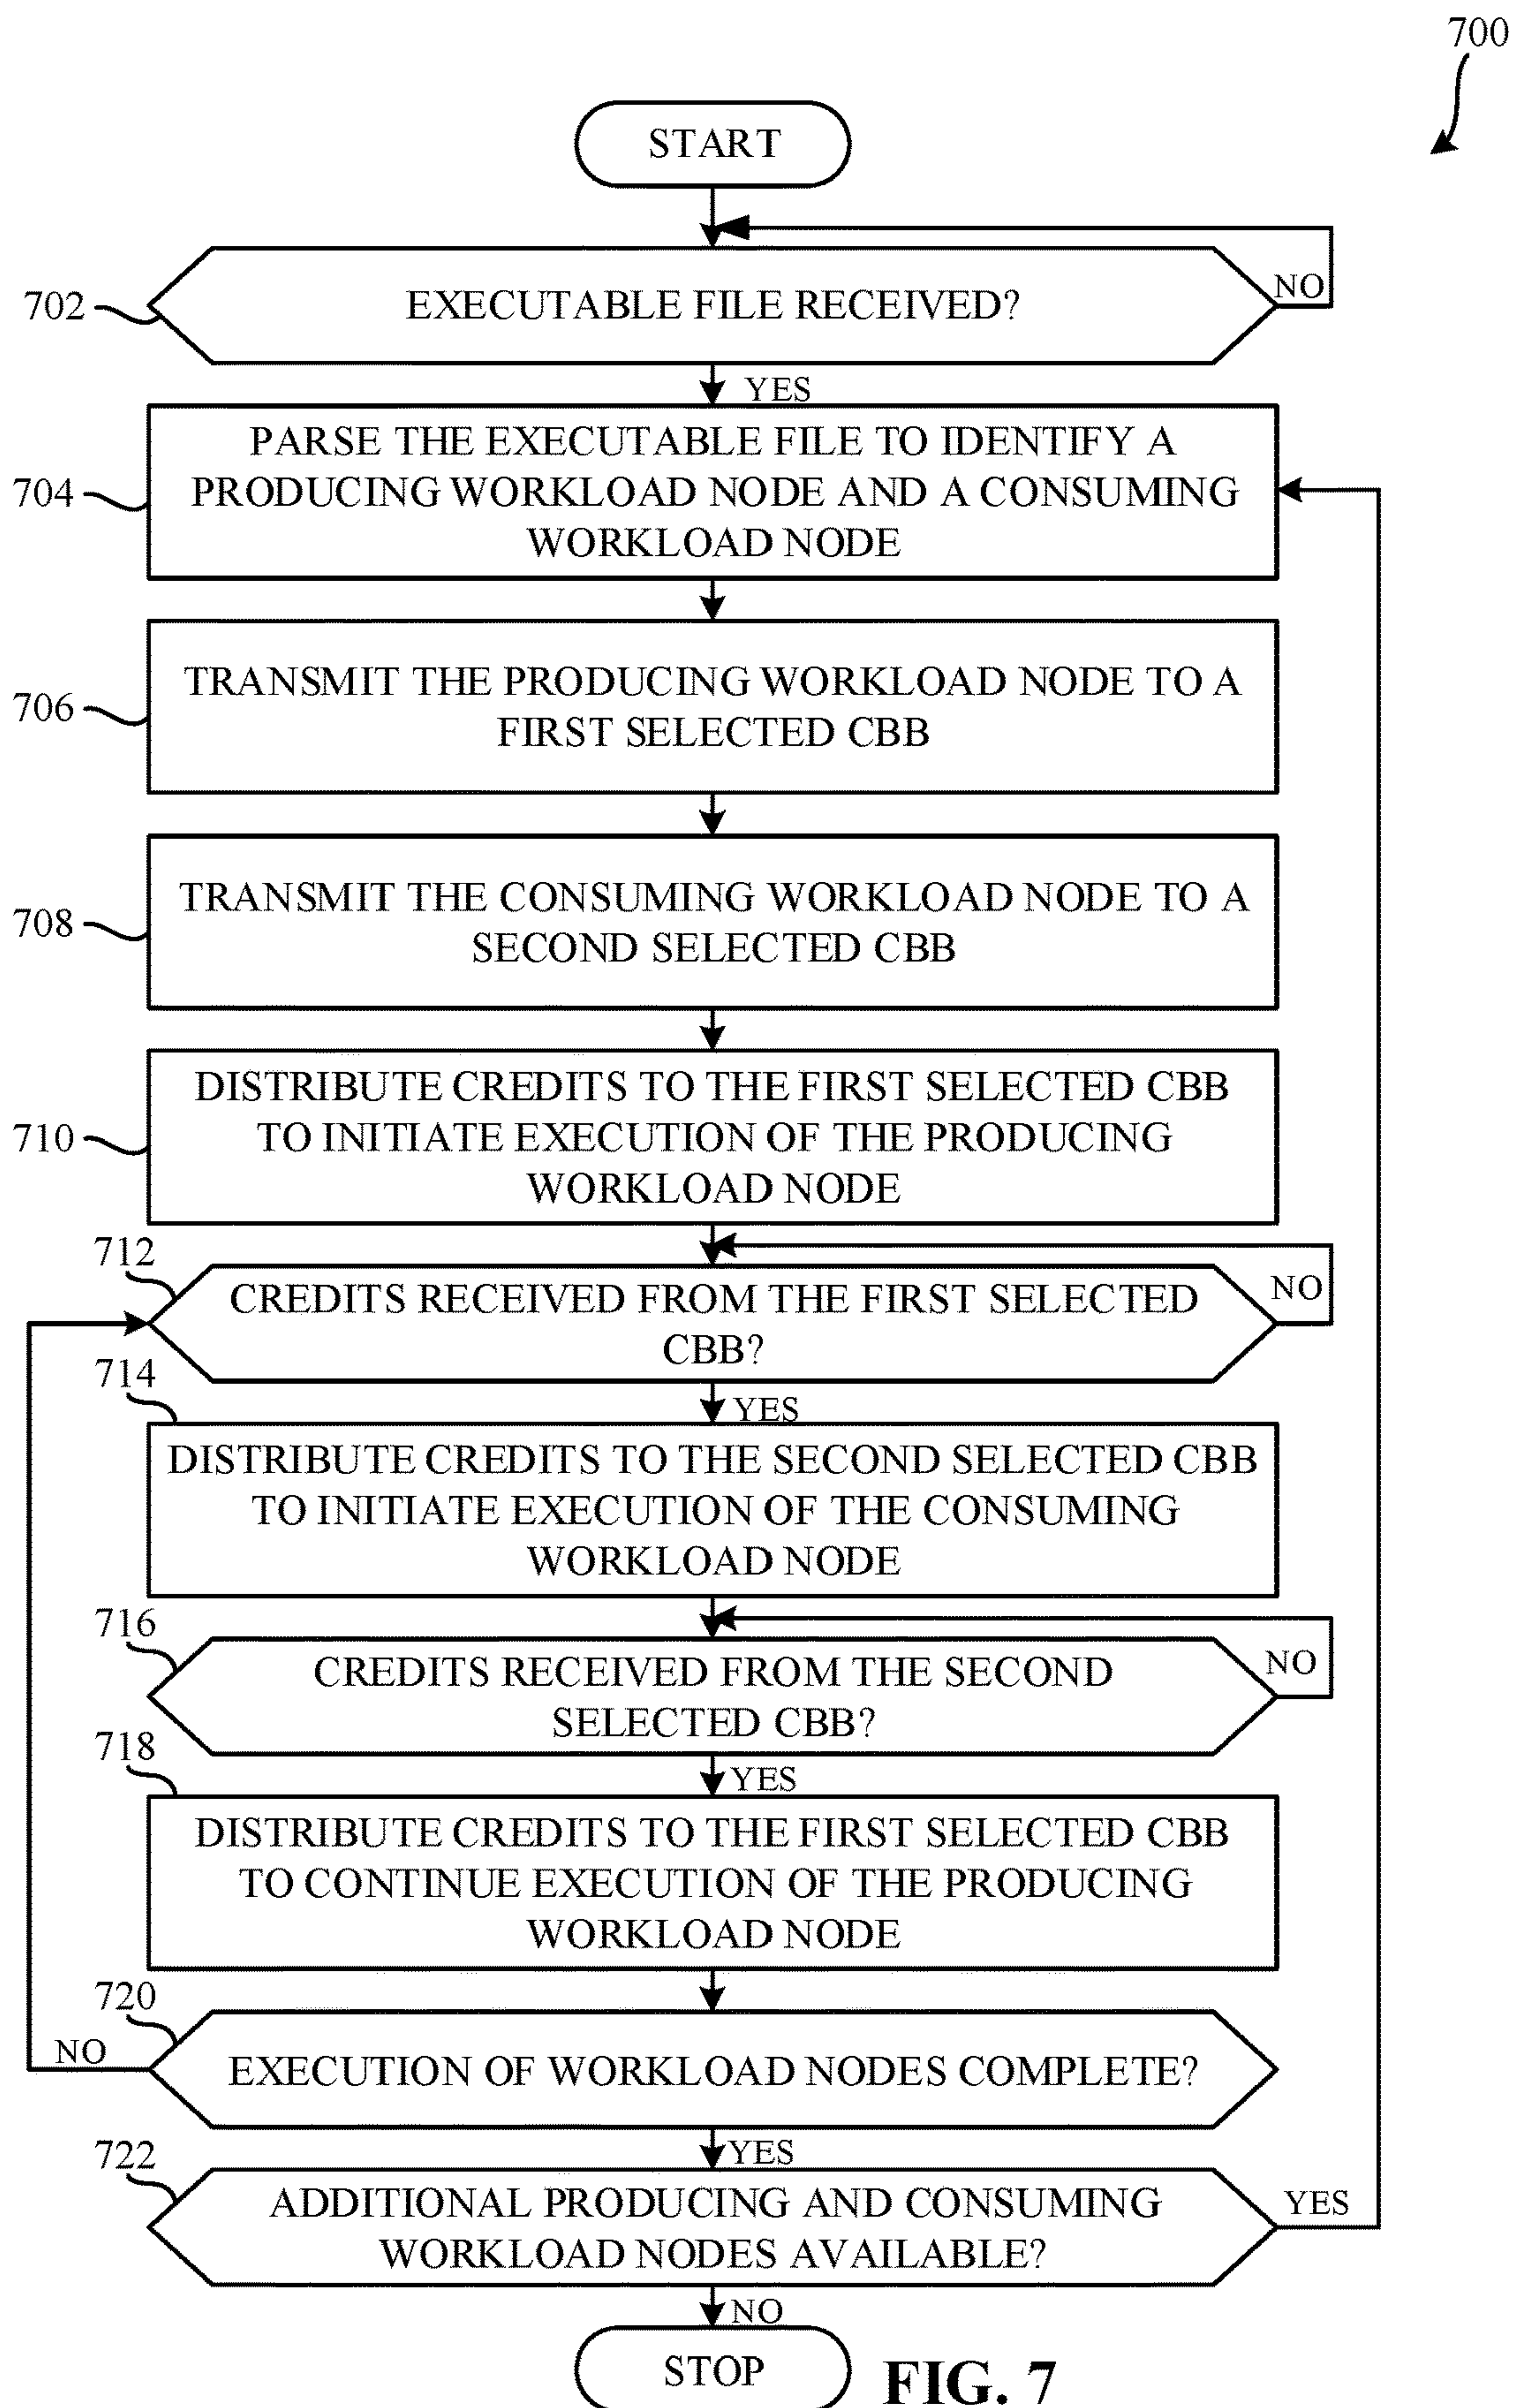 700
START
702
EXECUTABLE FILE RECEIVED?
NO
YES
704
PARSE THE EXECUTABLE FILE TO IDENTIFY A
PRODUCING WORKLOAD NODE AND A CONSUMING
WORKLOAD NODE
706
TRANSMIT THE PRODUCING WORKLOAD NODE TO A
FIRST SELECTED CBB
708
TRANSMIT THE CONSUMING WORKLOAD NODE TO A
SECOND SELECTED CBB
710
DISTRIBUTE CREDITS TO THE FIRST SELECTED CBB
TO INITIATE EXECUTION OF THE PRODUCING
WORKLOAD NODE
712
CREDITS RECEIVED FROM THE FIRST SELECTED
CBB?
NO
YES
714
DISTRIBUTE CREDITS TO THE SECOND SELECTED CBB
TO INITIATE EXECUTION OF THE CONSUMING
WORKLOAD NODE
716
CREDITS RECEIVED FROM THE SECOND
SELECTED CBB?
NO
YES
718
DISTRIBUTE CREDITS TO THE FIRST SELECTED CBB
TO CONTINUE EXECUTION OF THE PRODUCING
WORKLOAD NODE
720
NO
EXECUTION OF WORKLOAD NODES COMPLETE?
YES
722
ADDITIONAL PRODUCING AND CONSUMING
WORKLOAD NODES AVAILABLE?
YES
NO
STOP
FIG. 7